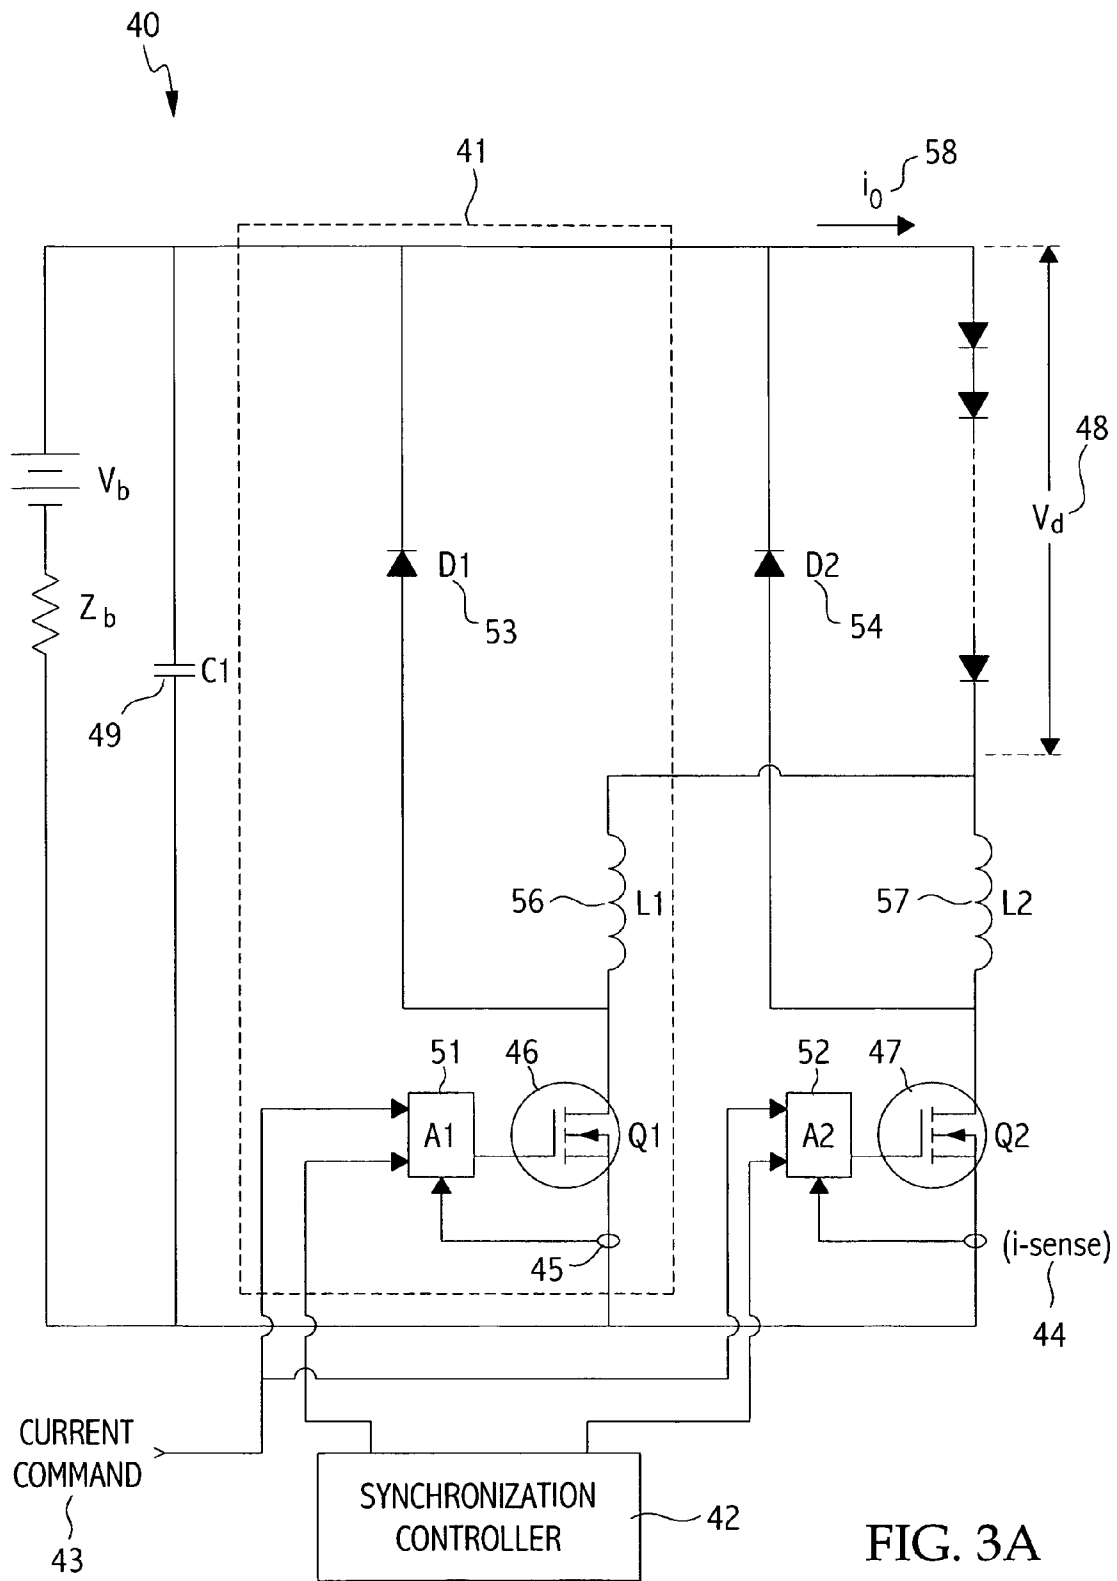 40
41
58
i0
48
Vb
Vd
D1
D2
53
54
Zb
C1
49
56
L1
57
L2
51
46
52
47
A1
Q1
A2
Q2
45
(i-sense)
44
CURRENT
COMMAND
43
SYNCHRONIZATION
CONTROLLER
42
FIG. 3A